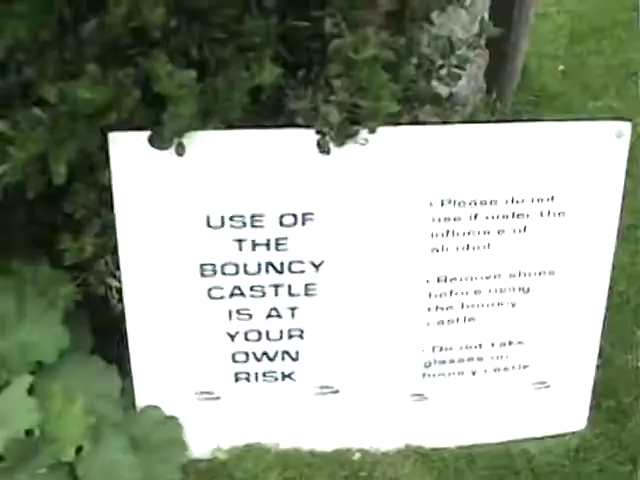 USE OF
THE
BOUNCY
CASTLE
IS AT
YOUR
OWN
RISK
Please do not
use if under the
influence of
alcohol
Remove shoes
before using
the bouncy
castle
Do not take
glasses on
bouncy castle